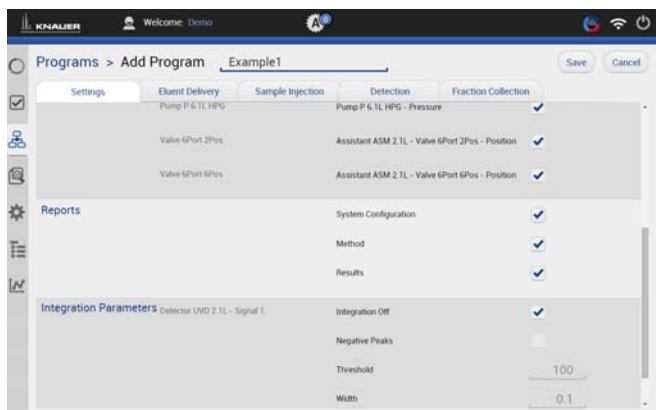 KNAUER Welcome: Demo A 0
Programs > Add Program Example1 Save Cancel
Settings Eluent Delivery Sample Injection Detection Fraction Collection
Pump P 6.1L HPG Pump P 6.1L HPG - Pressure
Valve 6Port 2Pos Assistant ASM 2.1L - Valve 6Port 2Pos - Position
Valve 6Port 6Pos Assistant ASM 2.1L - Valve 6Port 6Pos - Position
Reports System Configuration
Method
Results
Integration Parameters Detector UVD 2.1L - Signal 1 Integration Off
Negative Peaks
Threshold 100
Width 0.1